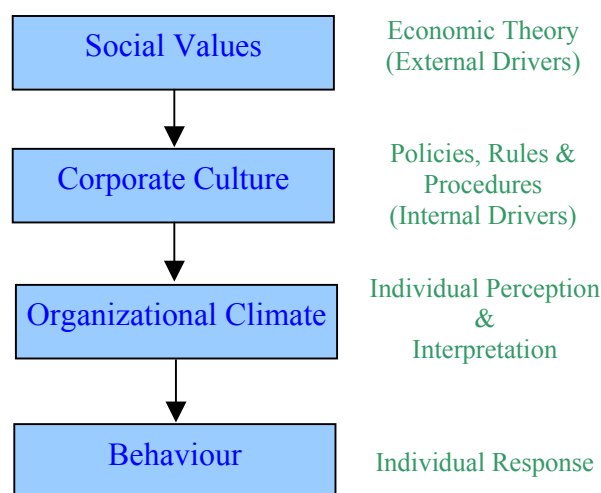 Social Values
Economic Theory
(External Drivers)
Corporate Culture
Policies, Rules &
Procedures
(Internal Drivers)
Organizational Climate
Individual Perception
&
Interpretation
Behaviour
Individual Response